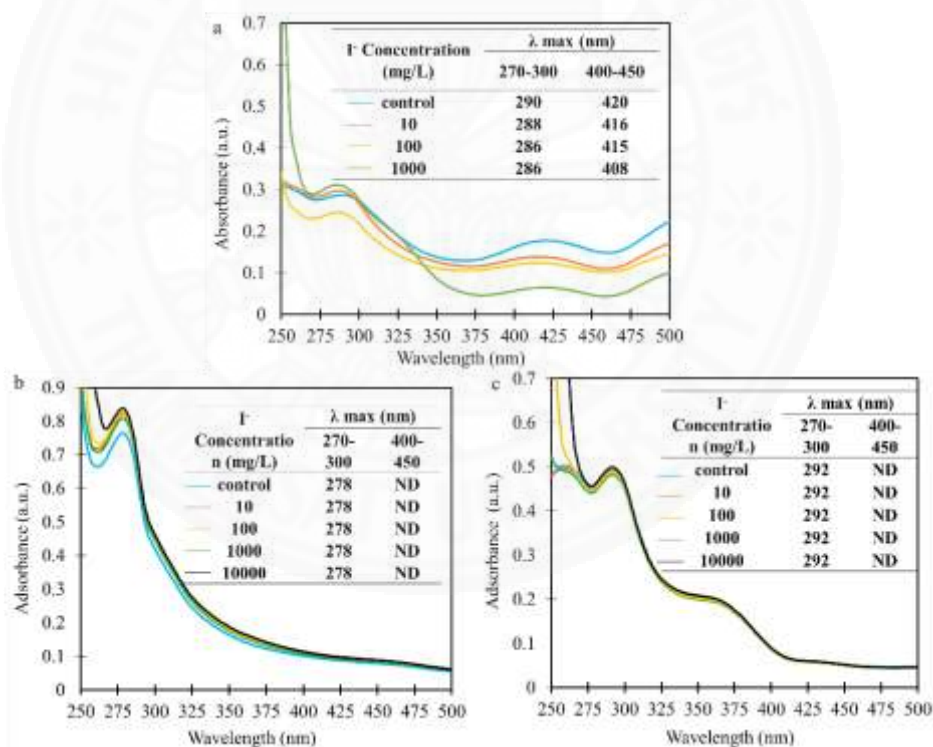 a
0.7
0.6
0.5
0.4
0.3
0.2
0.1
0
Absorbance (a.u.)
I- Concentration (mg/L) λ max (nm)
270-300 400-450
control 290 420
10 288 416
100 286 415
1000 286 408
250 275 300 325 350 375 400 425 450 475 500
Wavelength (nm)
b
0.9
0.8
0.7
0.6
0.5
0.4
0.3
0.2
0.1
0
Adsorbance (a.u.)
I- λ max (nm)
Concentratio 270- 400-
n (mg/L) 300 450
control 278 ND
10 278 ND
100 278 ND
1000 278 ND
10000 278 ND
250 275 300 325 350 375 400 425 450 475 500
Wavelength (nm)
c
0.7
0.6
0.5
0.4
0.3
0.2
0.1
0
Adsorbance (a.u.)
I- λ max (nm)
Concentratio 270- 400-
n (mg/L) 300 450
control 292 ND
10 292 ND
100 292 ND
1000 292 ND
10000 292 ND
250 275 300 325 350 375 400 425 450 475 500
Wavelength (nm)